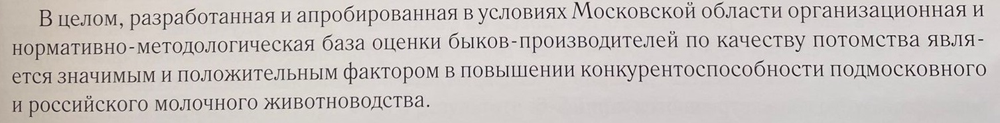 В целом, разработанная и апробированная в условиях Московской области организационная и
нормативно-методологическая база оценки быков-производителей по качеству потомства явля-
ется значимым и положительным фактором в повышении конкурентоспособности подмосковного
и российского молочного животноводства.